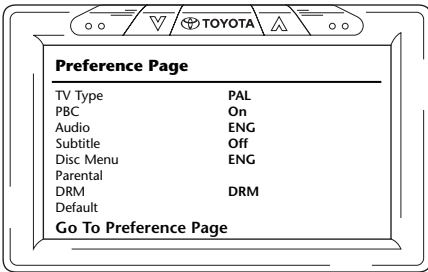 TOYOTA
Preference Page
TV Type PAL
PBC On
Audio ENG
Subtitle Off
Disc Menu ENG
Parental
DRM DRM
Default
Go To Preference Page